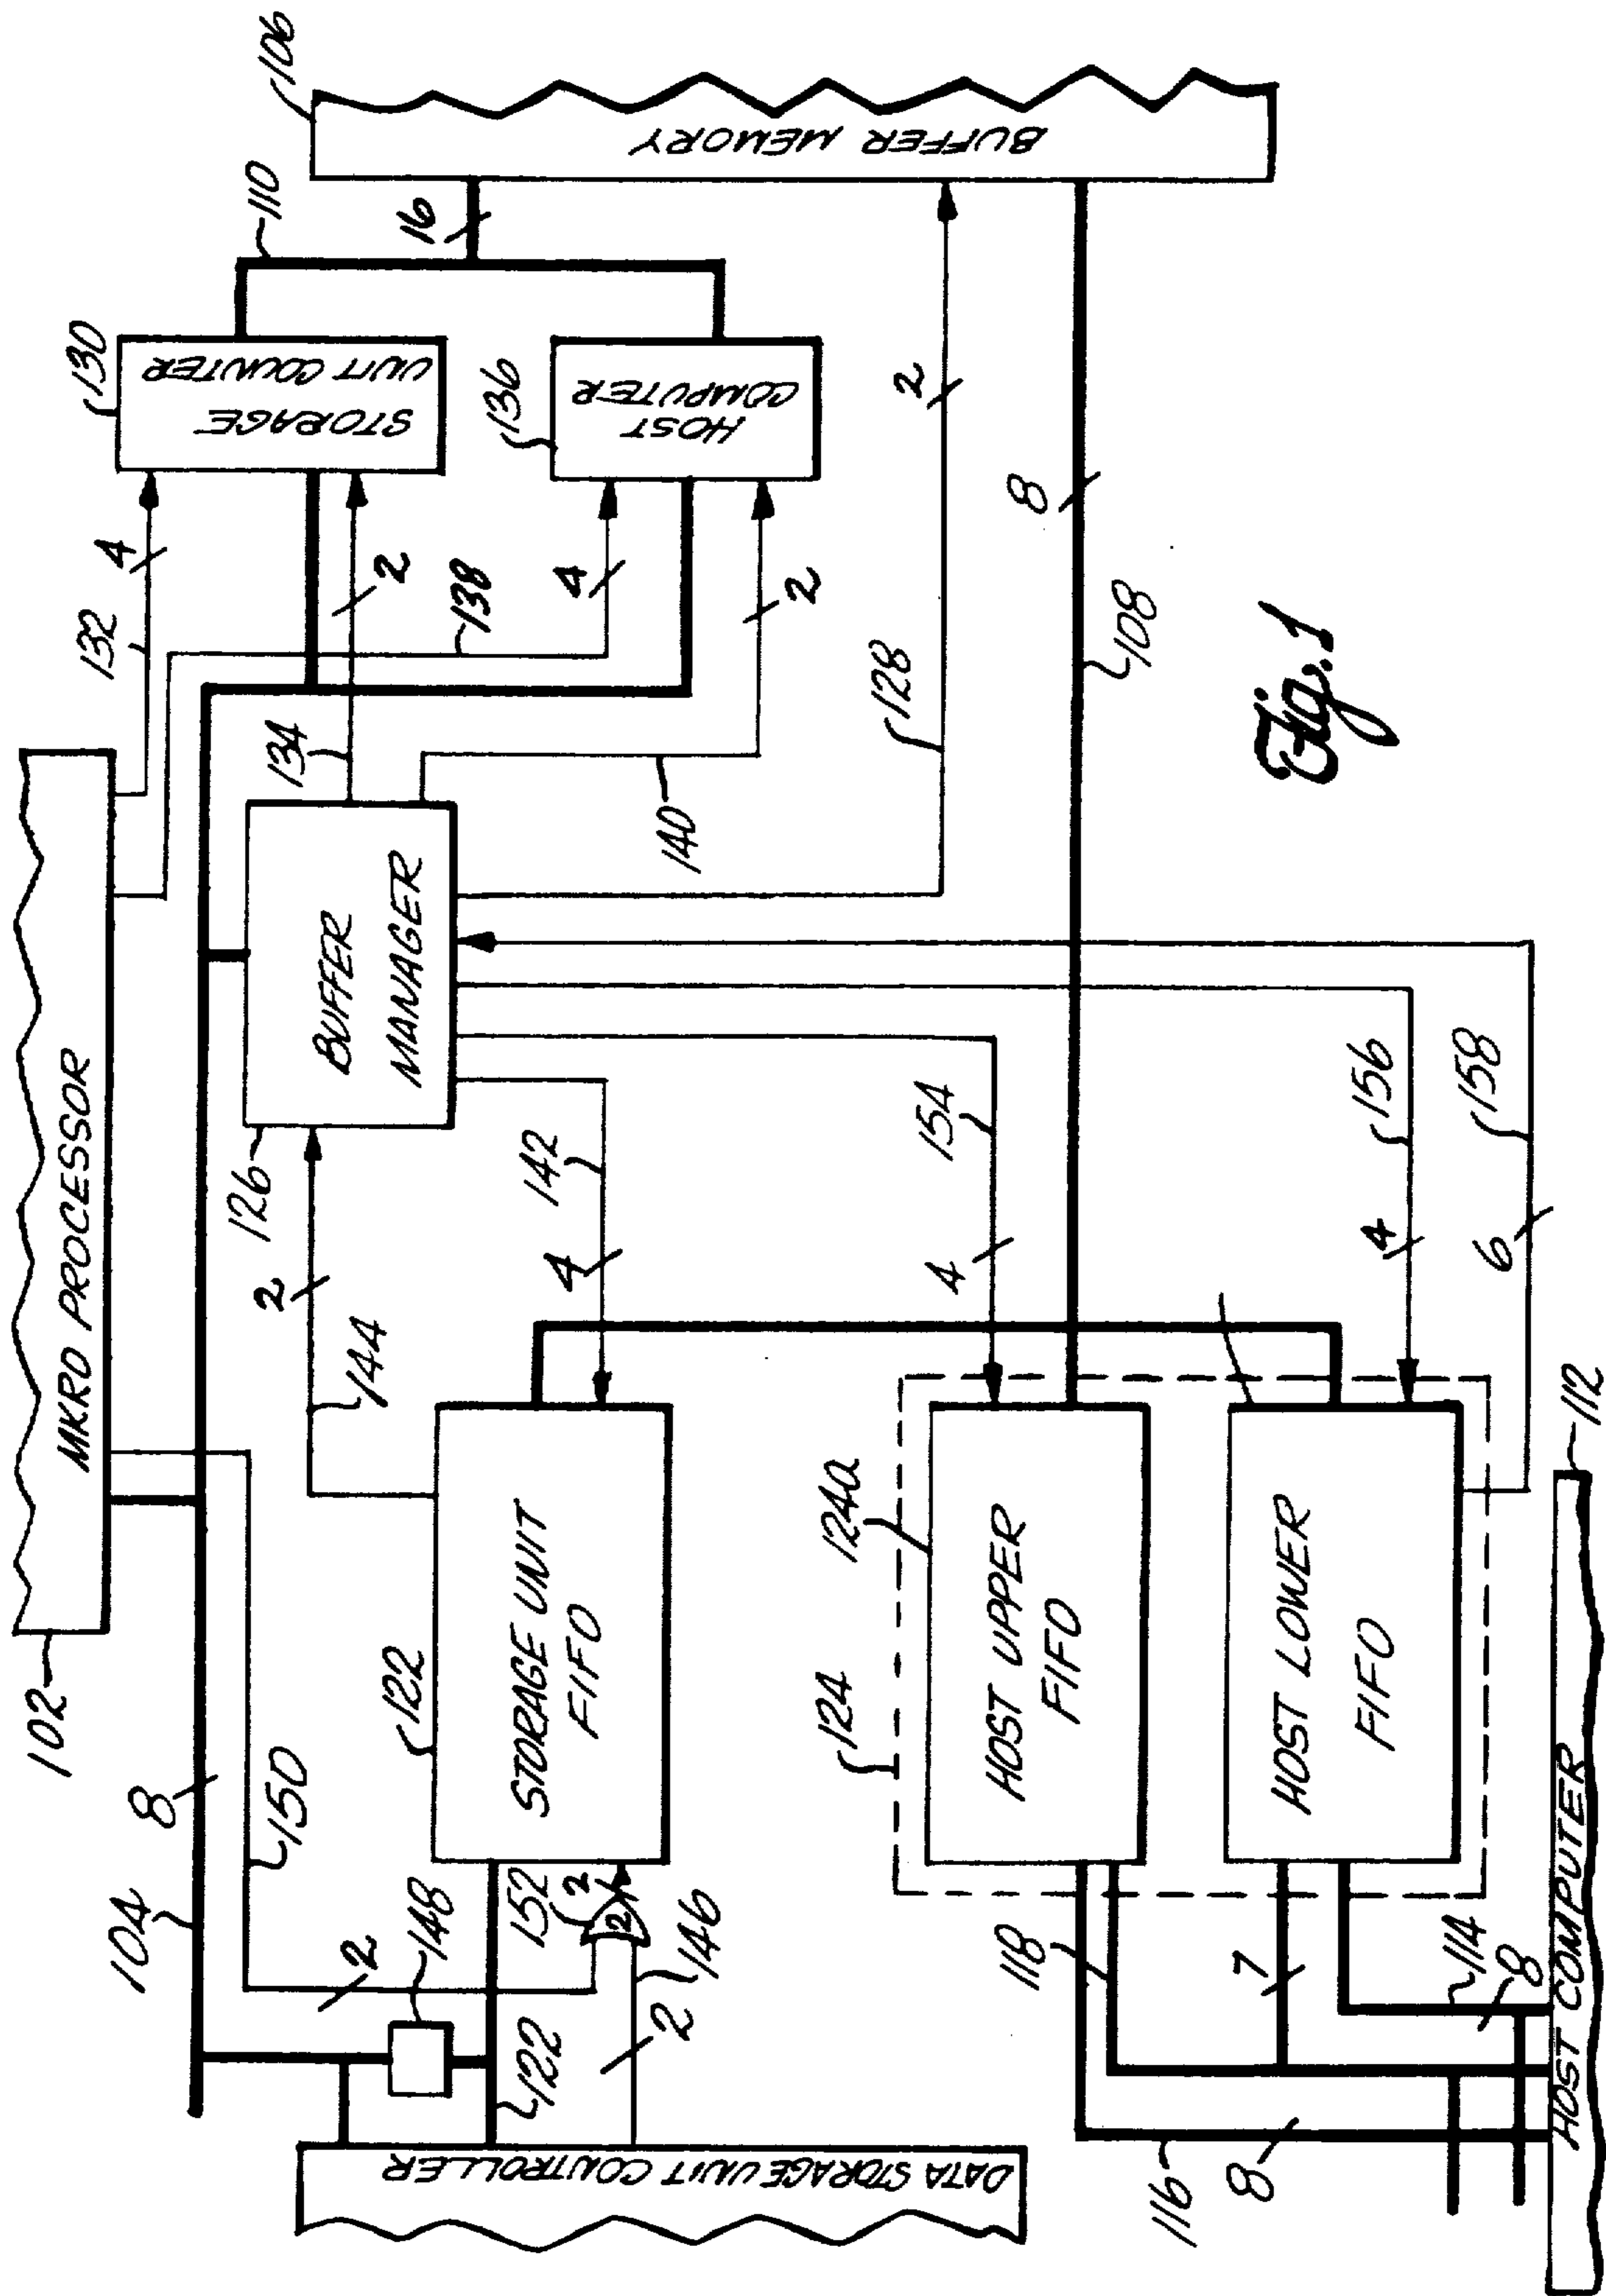 102
MKRO PROCESSOR
104
8
150
2
148
132
4
138
130
STORAGE
UNIT COUNTER
110
16
106
BUFFER MEMORY
126
BUFFER
MANAGER
134
2
140
136
HOST
COMPUTER
4
2
144
2
142
4
122
STORAGE UNIT
FIFO
152
2
2
146
2
122
DATA STORAGE UNIT CONTROLLER
128
2
108
8
154
4
156
4
158
6
124
124a
HOST UPPER
FIFO
HOST LOWER
FIFO
118
7
114
8
116
8
112
HOST COMPUTER
Fig. 1